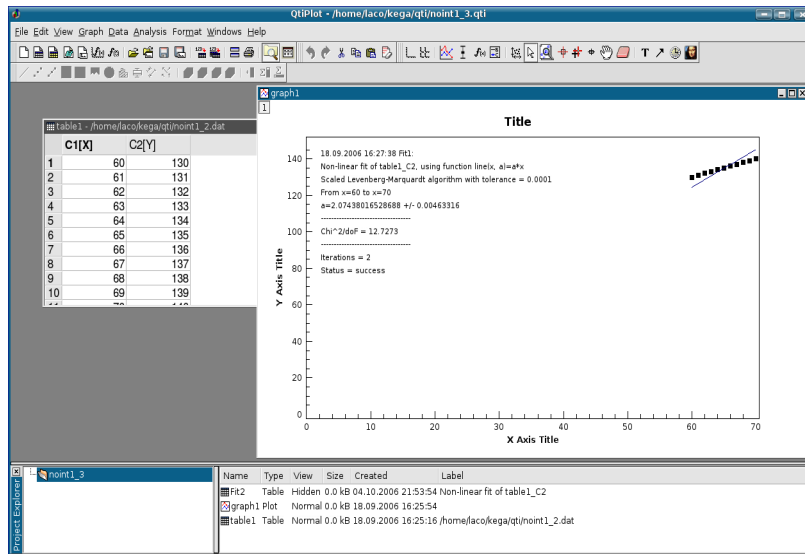 QtiPlot - /home/laco/kega/qti/noint1_3.qti
File Edit View Graph Data Analysis Format Windows Help
graph1
1
table1 - /home/laco/kega/qti/noint1_2.dat
C1[X] C2[Y]
1 60 130
2 61 131
3 62 132
4 63 133
5 64 134
6 65 135
7 66 136
8 67 137
9 68 138
10 69 139
Title
18.09.2006 16:27:38 Fit1:
Non-linear fit of table1_C2, using function line(x, a)=a*x
Scaled Levenberg-Marquardt algorithm with tolerance = 0.0001
From x=60 to x=70
a=2.07438016528688 +/- 0.00463316
----------------------------------
Chi^2/doF = 12.7273
----------------------------------
Iterations = 2
Status = success
Y Axis Title
140
120
100
80
60
40
20
0
0 10 20 30 40 50 60 70
X Axis Title
Project Explorer
noint1_3
Name Type View Size Created Label
Fit2 Table Hidden 0.0 kB 04.10.2006 21:53:54 Non-linear fit of table1_C2
graph1 Plot Normal 0.0 kB 18.09.2006 16:25:54
table1 Table Normal 0.0 kB 18.09.2006 16:25:16 /home/laco/kega/qti/noint1_2.dat